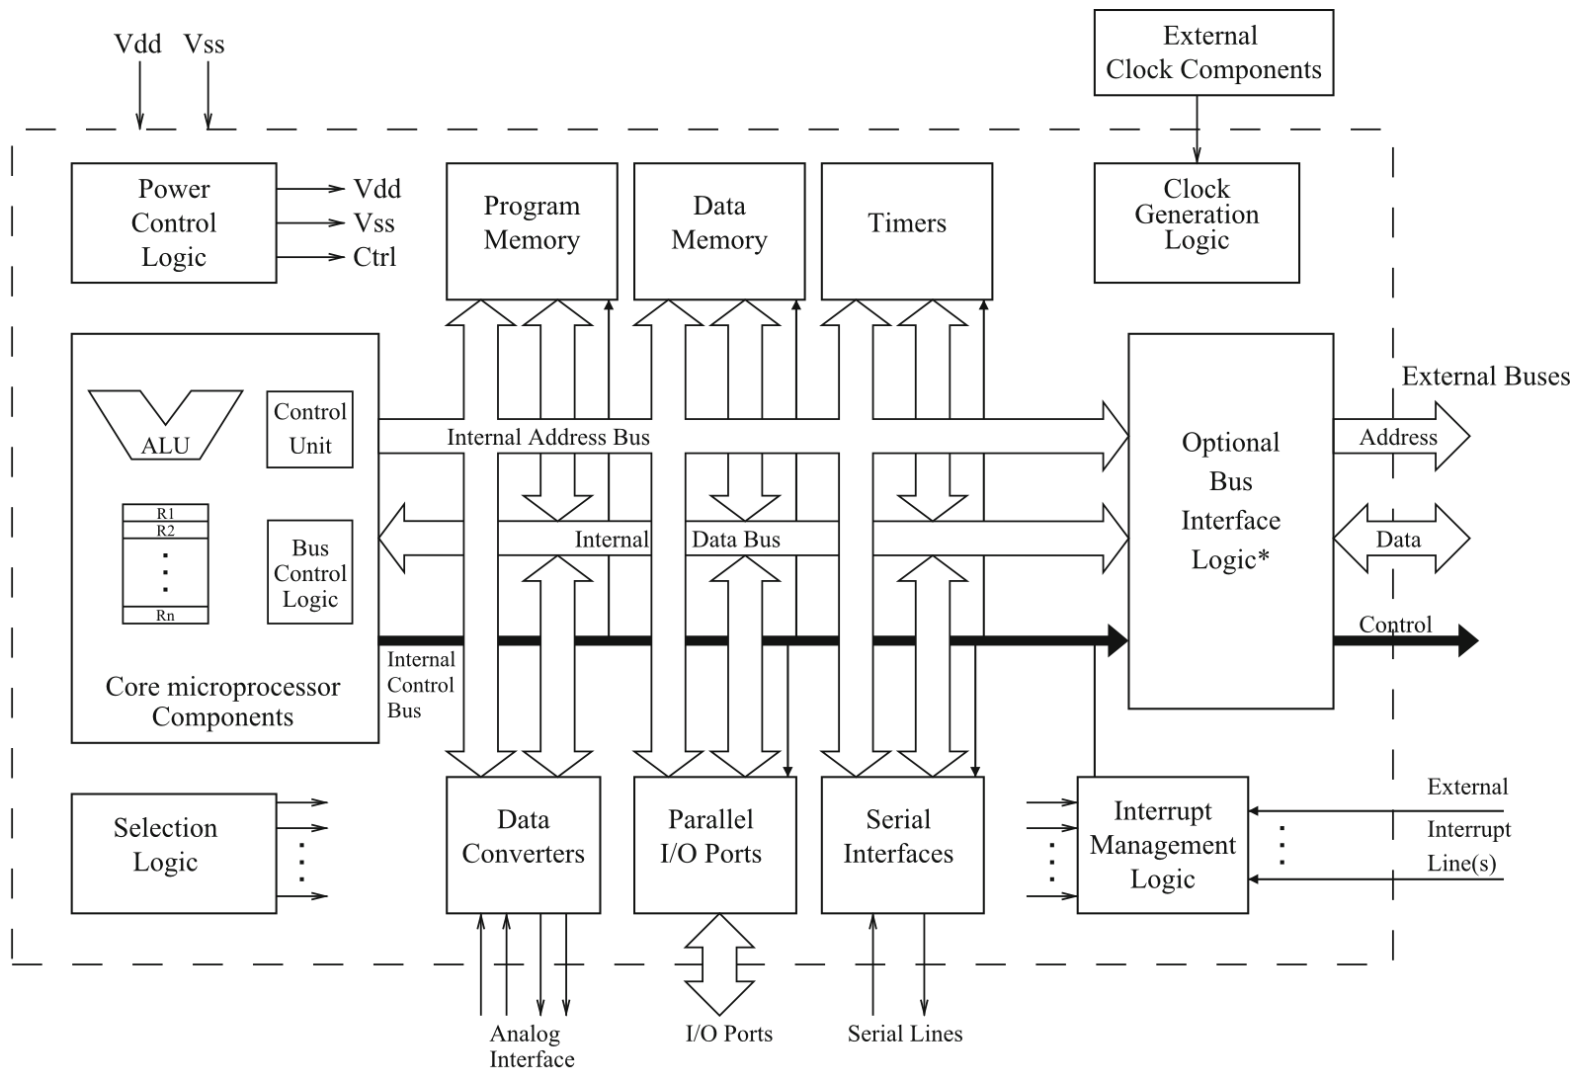 Vdd Vss
External
Clock Components
Power
Control
Logic
Vdd
Vss
Ctrl
Program
Memory
Data
Memory
Timers
Clock
Generation
Logic
ALU
Control
Unit
R1
R2
Rn
Bus
Control
Logic
Core microprocessor
Components
Internal Address Bus
Internal Data Bus
Internal
Control
Bus
Optional
Bus
Interface
Logic*
External Buses
Address
Data
Control
Selection
Logic
Data
Converters
Parallel
I/O Ports
Serial
Interfaces
Interrupt
Management
Logic
External
Interrupt
Line(s)
Analog
Interface
I/O Ports
Serial Lines